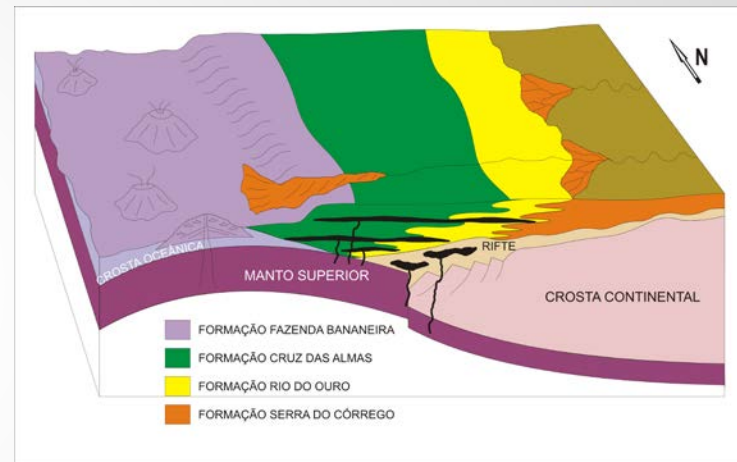 N
CROSTA OCEÂNICA
MANTO SUPERIOR
RIFTE
CROSTA CONTINENTAL
FORMAÇÃO FAZENDA BANANEIRA
FORMAÇÃO CRUZ DAS ALMAS
FORMAÇÃO RIO DO OURO
FORMAÇÃO SERRA DO CÓRREGO